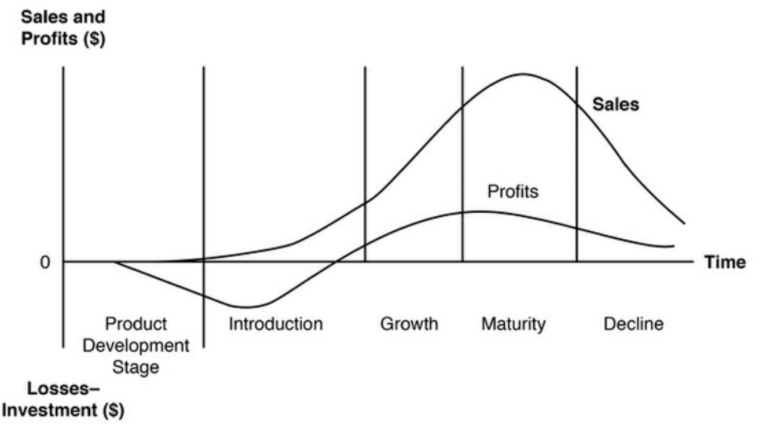 Sales and
Profits ($)
Sales
Profits
0
Time
Product
Development
Stage
Introduction
Growth
Maturity
Decline
Losses–
Investment ($)